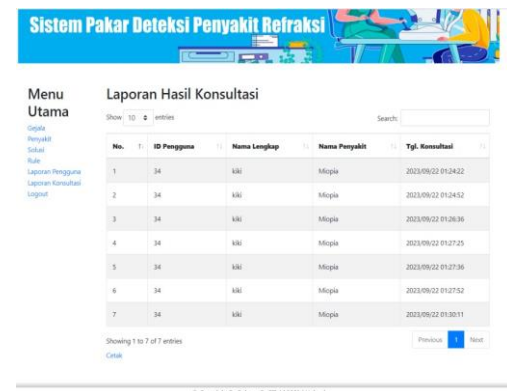 Sistem Pakar Deteksi Penyakit Refraksi
Menu Utama
Gejala
Penyakit
Solusi
Rule
Laporan Pengguna
Laporan Konsultasi
Logout
Laporan Hasil Konsultasi
Show 10 entries
Search:
No. ID Pengguna Nama Lengkap Nama Penyakit Tgl. Konsultasi
1 34 kiki Miopia 2023/09/22 01:24:22
2 34 kiki Miopia 2023/09/22 01:24:52
3 34 kiki Miopia 2023/09/22 01:26:36
4 34 kiki Miopia 2023/09/22 01:27:25
5 34 kiki Miopia 2023/09/22 01:27:36
6 34 kiki Miopia 2023/09/22 01:27:52
7 34 kiki Miopia 2023/09/22 01:30:11
Showing 1 to 7 of 7 entries
Previous 1 Next
Cetak